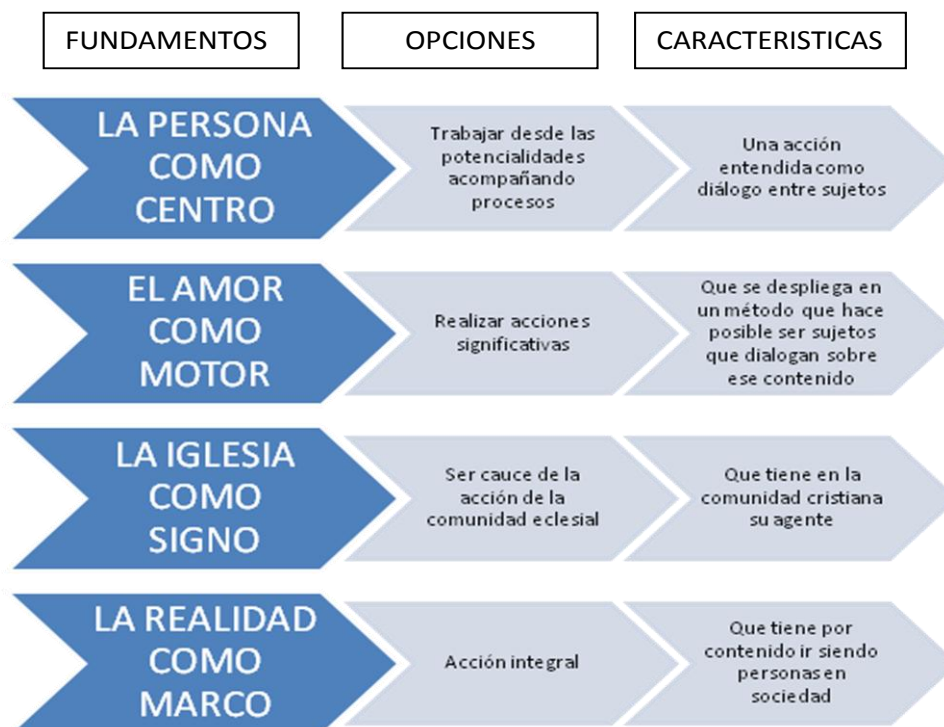 FUNDAMENTOS
OPCIONES
CARACTERISTICAS
LA PERSONA
COMO
CENTRO
Trabajar desde las
potencialidades
acompañando
procesos
Una acción
entendida como
diálogo entre sujetos
EL AMOR
COMO
MOTOR
Realizar acciones
significativas
Que se despliega en
un método que hace
posible ser sujetos
que dialogan sobre
ese contenido
LA IGLESIA
COMO
SIGNO
Ser cauce de la
acción de la
comunidad eclesial
Que tiene en la
comunidad cristiana
su agente
LA REALIDAD
COMO
MARCO
Acción integral
Que tiene por
contenido ir siendo
personas en
sociedad